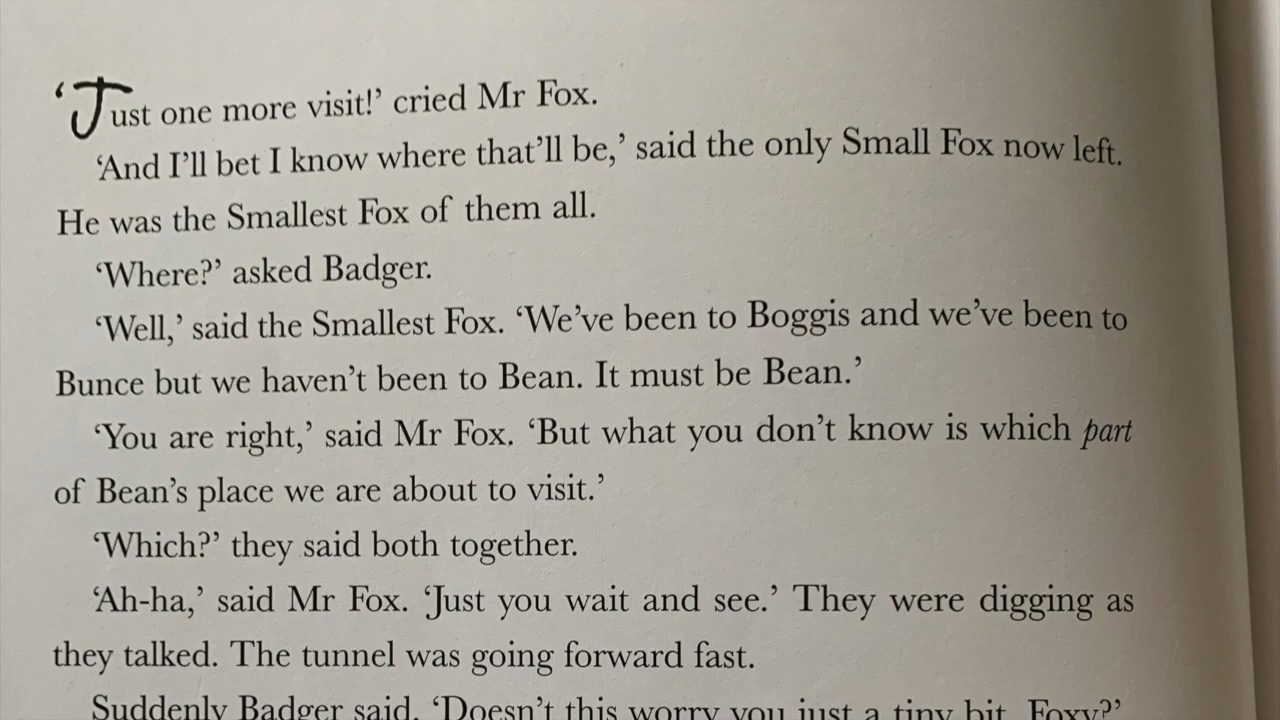 ‘Just one more visit!’ cried Mr Fox.
‘And I’ll bet I know where that’ll be,’ said the only Small Fox now left.
He was the Smallest Fox of them all.
‘Where?’ asked Badger.
‘Well,’ said the Smallest Fox. ‘We’ve been to Boggis and we’ve been to
Bunce but we haven’t been to Bean. It must be Bean.’
‘You are right,’ said Mr Fox. ‘But what you don’t know is which part
of Bean’s place we are about to visit.’
‘Which?’ they said both together.
‘Ah-ha,’ said Mr Fox. ‘Just you wait and see.’ They were digging as
they talked. The tunnel was going forward fast.
Suddenly Badger said, ‘Doesn’t this worry you just a tiny bit, Foxy?’